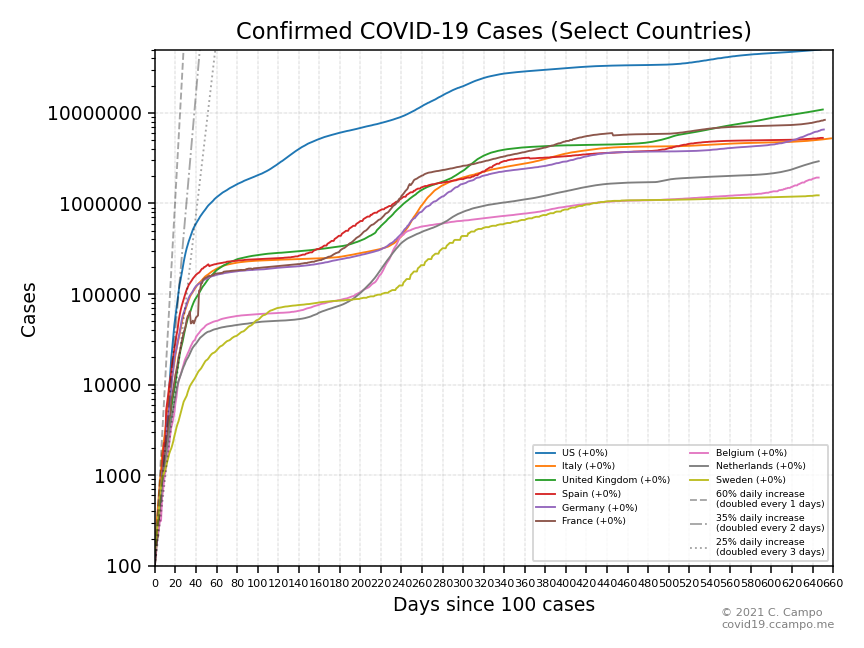 Confirmed COVID-19 Cases (Select Countries)
Cases
10000000
1000000
100000
10000
1000
100
US (+0%)
Italy (+0%)
United Kingdom (+0%)
Spain (+0%)
Germany (+0%)
France (+0%)
Belgium (+0%)
Netherlands (+0%)
Sweden (+0%)
60% daily increase
(doubled every 1 days)
35% daily increase
(doubled every 2 days)
25% daily increase
(doubled every 3 days)
0 20 40 60 80 100 120 140 160 180 200 220 240 260 280 300 320 340 360 380 400 420 440 460 480 500 520 540 560 580 600 620 640 660
Days since 100 cases
© 2021 C. Campo
covid19.ccampo.me